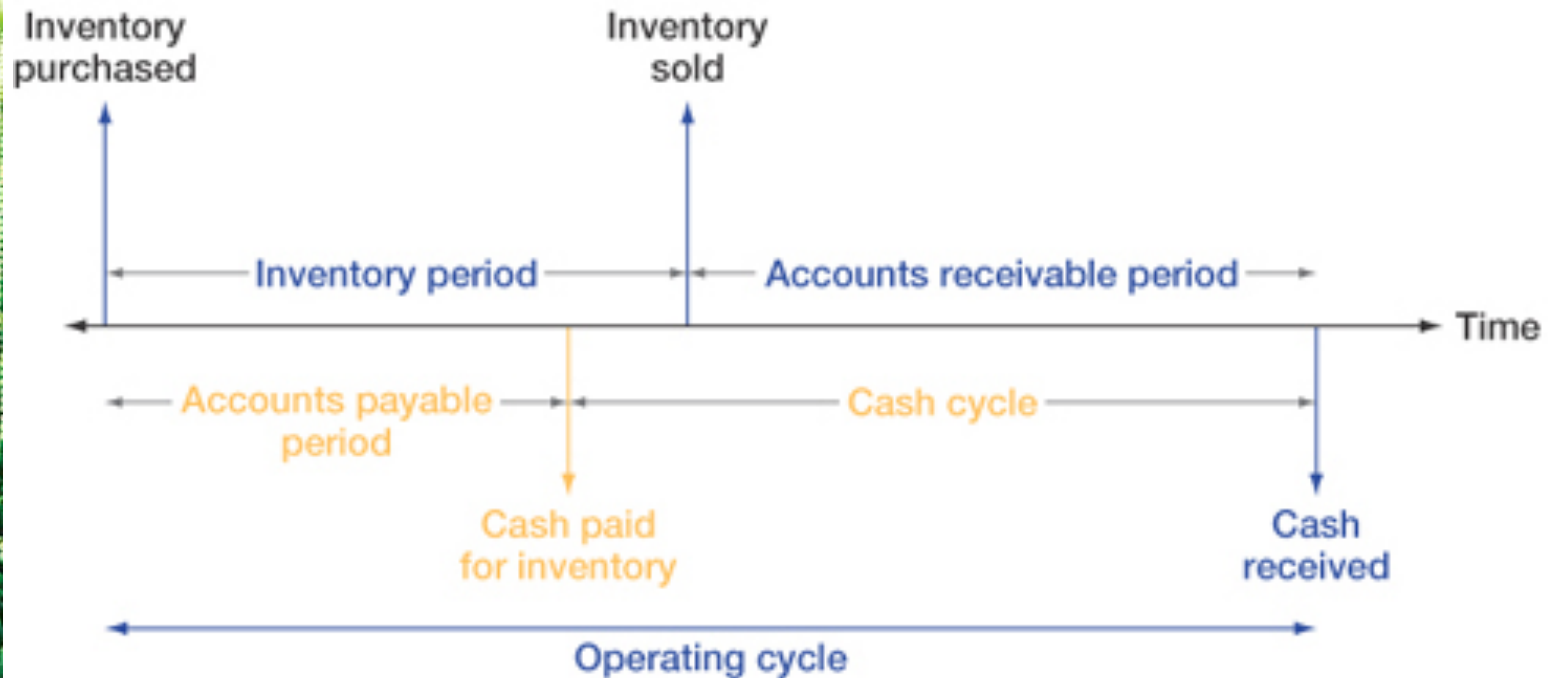 Inventory
purchased
Inventory
sold
Inventory period
Accounts receivable period
Time
Accounts payable
period
Cash cycle
Cash paid
for inventory
Cash
received
Operating cycle